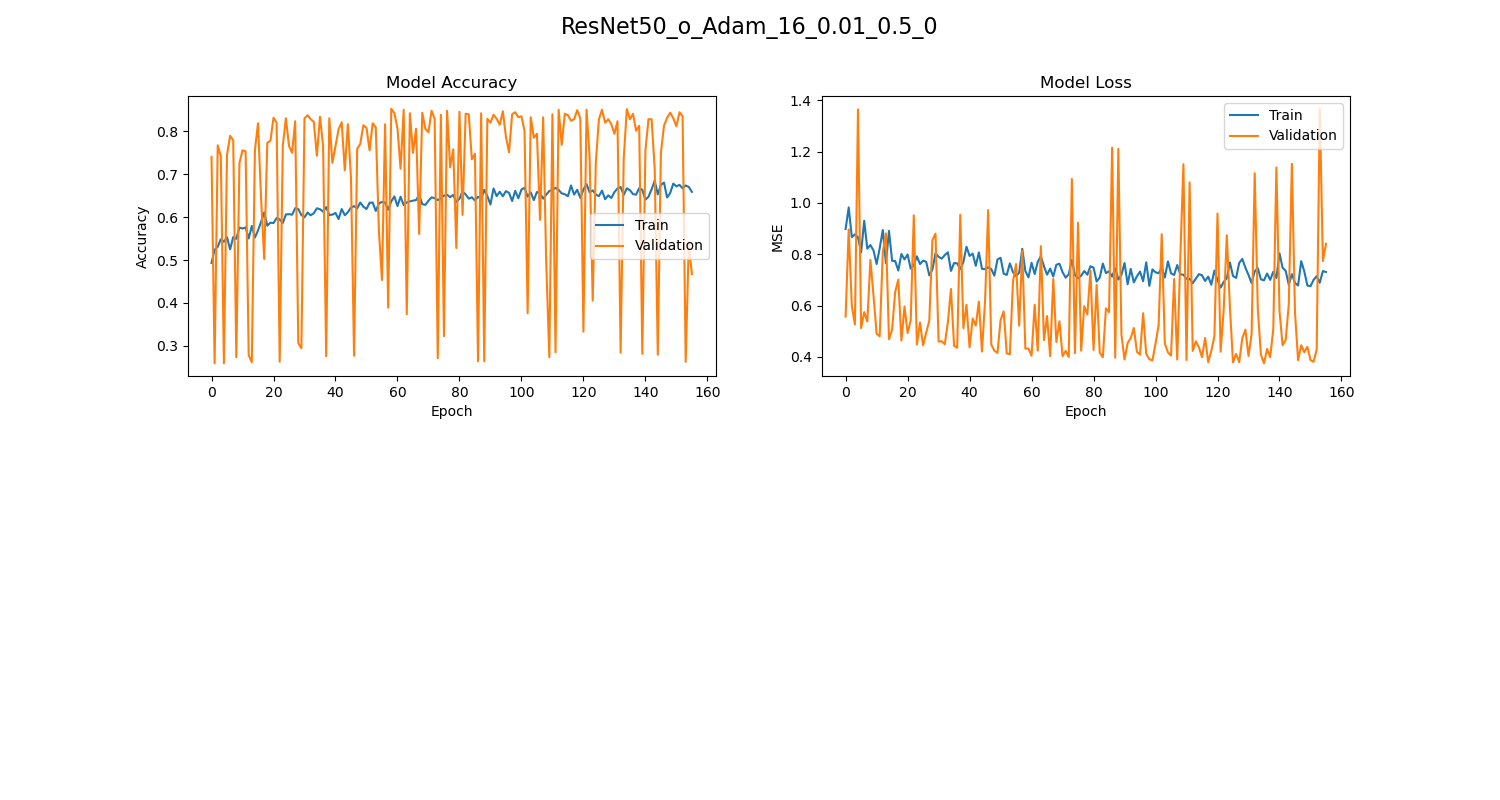 ResNet50_o_Adam_16_0.01_0.5_0
Model Accuracy
Accuracy
0.8
0.7
0.6
0.5
0.4
0.3
Train
Validation
0 20 40 60 80 100 120 140 160
Epoch
Model Loss
MSE
1.4
1.2
1.0
0.8
0.6
0.4
Train
Validation
0 20 40 60 80 100 120 140 160
Epoch